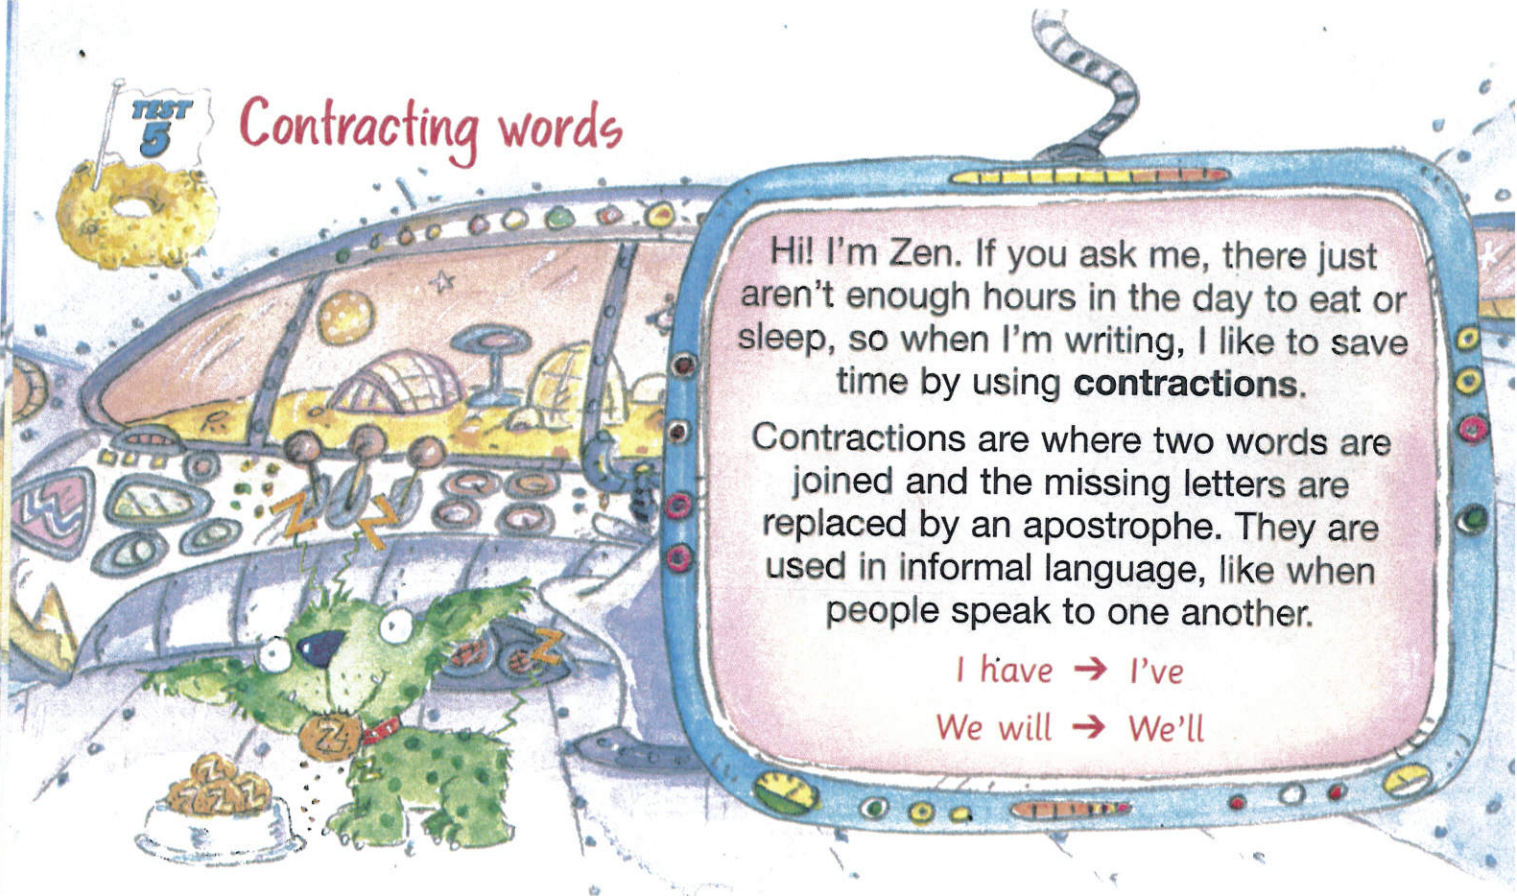 TEST
5
Contracting words
Hi! I'm Zen. If you ask me, there just
aren't enough hours in the day to eat or
sleep, so when I'm writing, I like to save
time by using contractions.
Contractions are where two words are
joined and the missing letters are
replaced by an apostrophe. They are
used in informal language, like when
people speak to one another.
I have → I've
We will → We'll
Z
Z
Z
Z
Z
Z
Z
Z